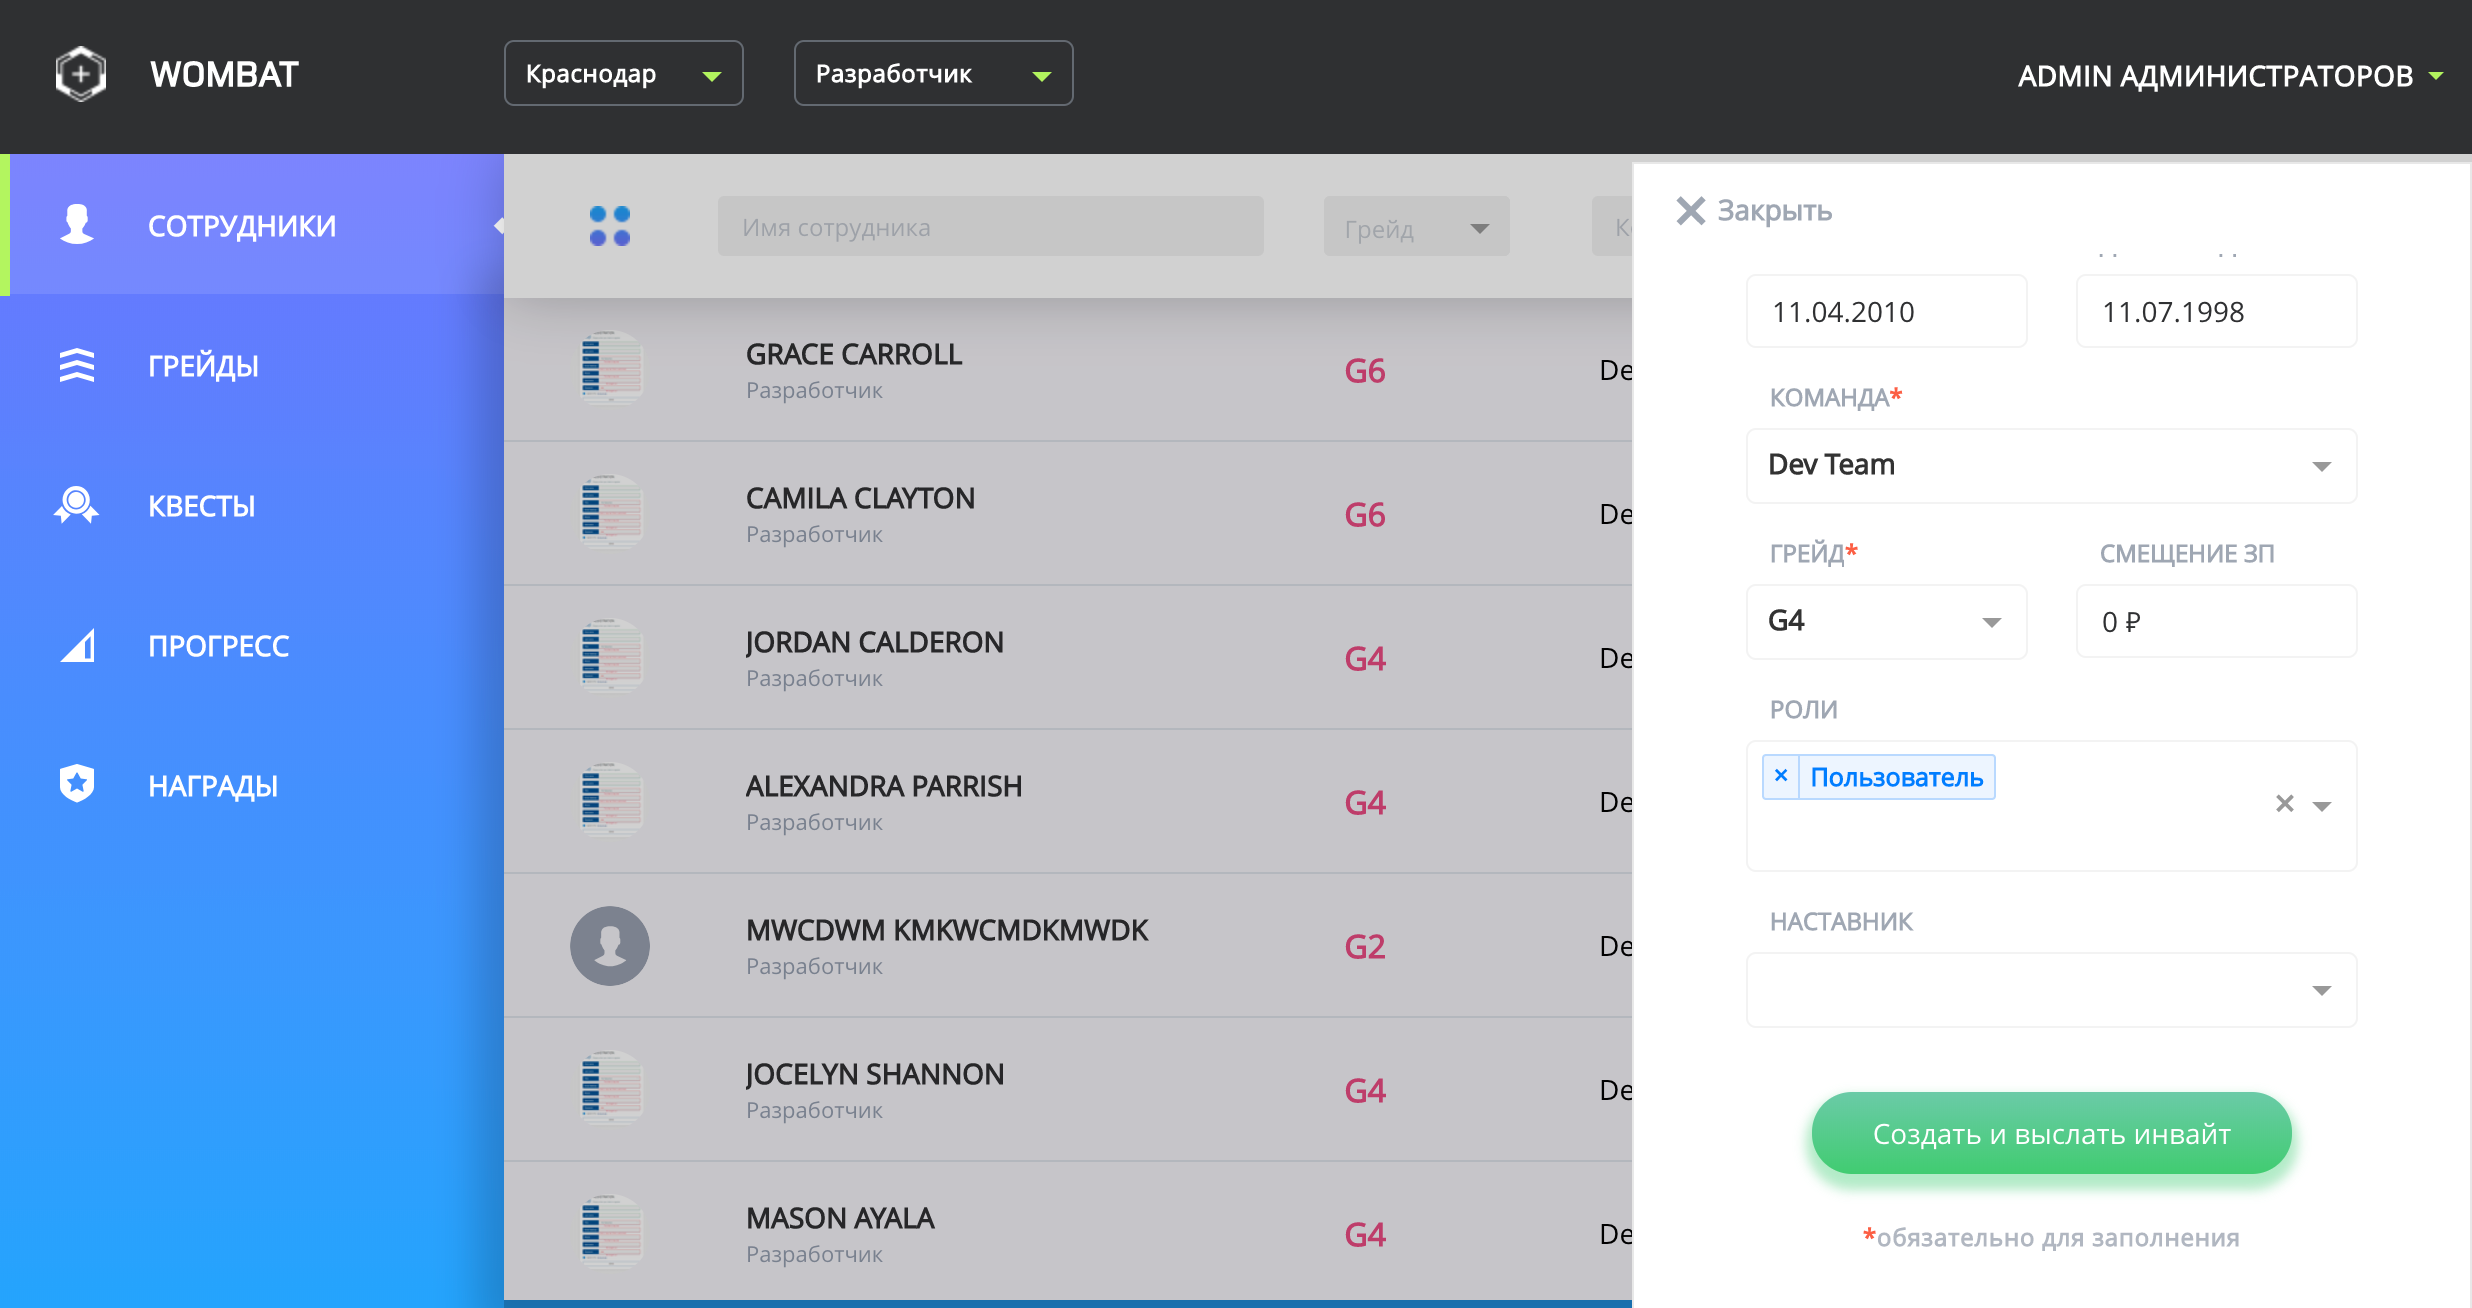 WOMBAT
Краснодар
Разработчик
ADMIN АДМИНИСТРАТОРОВ
СОТРУДНИКИ
ГРЕЙДЫ
КВЕСТЫ
ПРОГРЕСС
НАГРАДЫ
Имя сотрудника
Грейд
GRACE CARROLL
Разработчик
G6
De
CAMILA CLAYTON
Разработчик
G6
De
JORDAN CALDERON
Разработчик
G4
De
ALEXANDRA PARRISH
Разработчик
G4
De
MWCDWM KMKWCMDKMWDK
Разработчик
G2
De
JOCELYN SHANNON
Разработчик
G4
De
MASON AYALA
Разработчик
G4
De
Закрыть
11.04.2010
11.07.1998
КОМАНДА*
Dev Team
ГРЕЙД*
СМЕЩЕНИЕ ЗП
G4
0 ₽
РОЛИ
× Пользователь
НАСТАВНИК
Создать и выслать инвайт
*обязательно для заполнения